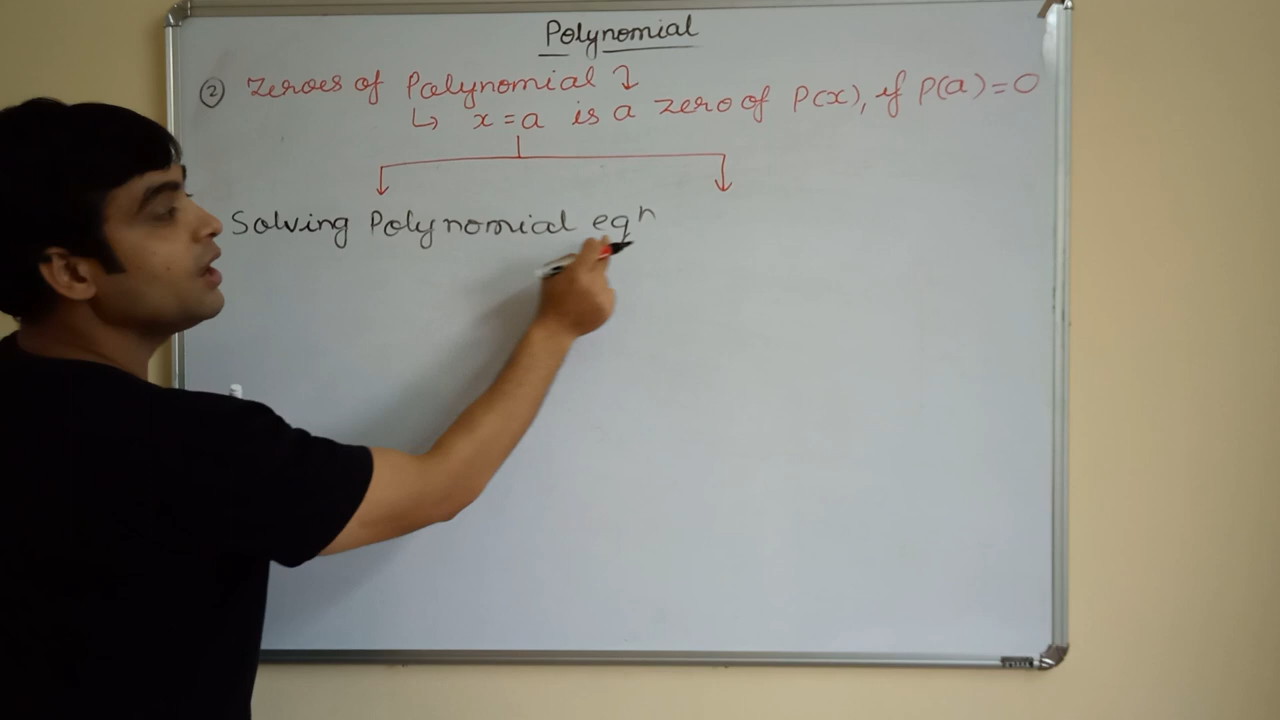 Polynomial
② Zeroes of Polynomial ↴
↳ x = a is a zero of P(x), if P(a) = 0
Solving Polynomial eqⁿ